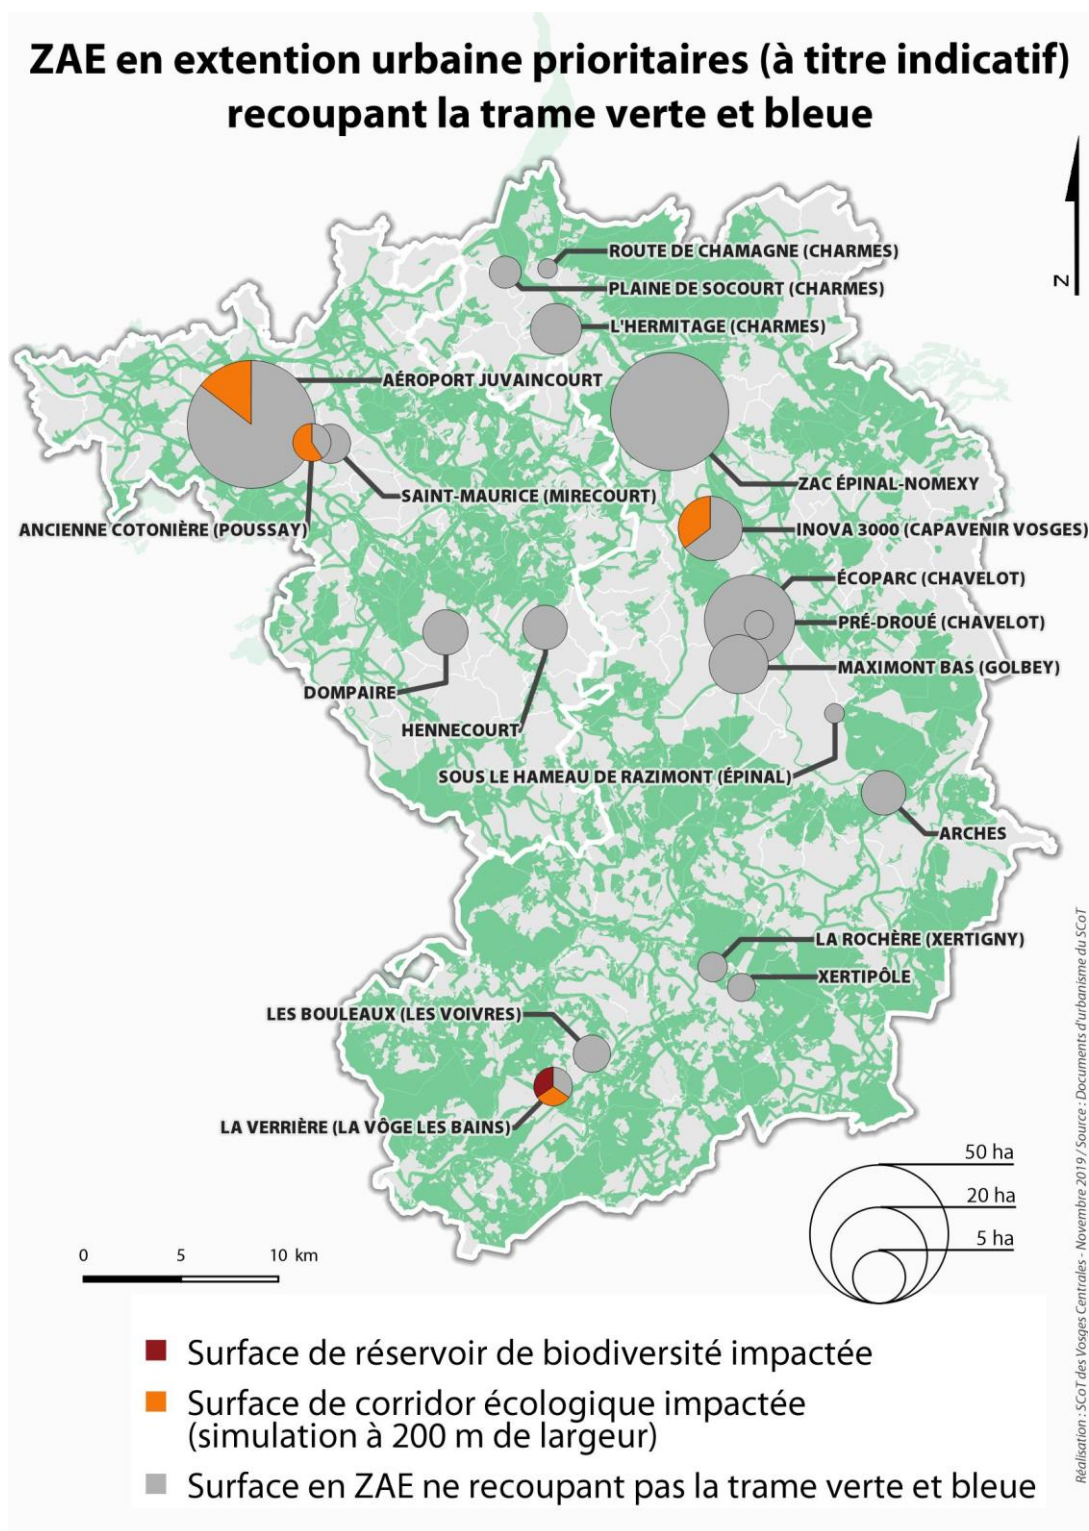 ZAE en extention urbaine prioritaires (à titre indicatif)
recoupant la trame verte et bleue
N
ROUTE DE CHAMAGNE (CHARMES)
PLAINE DE SOCOURT (CHARMES)
L'HERMITAGE (CHARMES)
AÉROPORT JUVAINCOURT
ZAC ÉPINAL-NOMEXY
SAINT-MAURICE (MIRECOURT)
ANCIENNE COTONIÈRE (POUSSAY)
INOVA 3000 (CAPAVENIR VOSGES)
ÉCOPARC (CHAVELOT)
PRÉ-DROUÉ (CHAVELOT)
MAXIMONT BAS (GOLBEY)
DOMPAIRE
HENNECOURT
SOUS LE HAMEAU DE RAZIMONT (ÉPINAL)
ARCHES
LA ROCHÈRE (XERTIGNY)
XERTIPÔLE
LES BOULEAUX (LES VOIVRES)
LA VERRIÈRE (LA VÔGE LES BAINS)
50 ha
20 ha
5 ha
0 5 10 km
Surface de réservoir de biodiversité impactée
Surface de corridor écologique impactée
(simulation à 200 m de largeur)
Surface en ZAE ne recoupant pas la trame verte et bleue
Réalisation : SCoT des Vosges Centrales - Novembre 2019 / Source : Documents d'urbanisme du SCoT